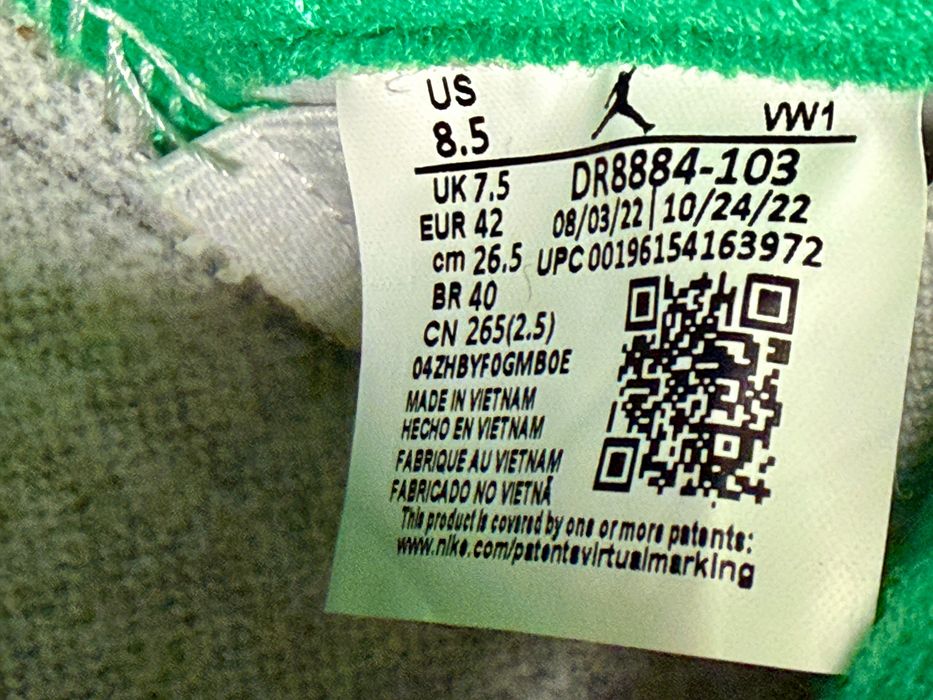 US
8.5
VW1
UK 7.5
DR8884-103
EUR 42
08/03/22 | 10/24/22
cm 26.5
UPC 00196154163972
BR 40
CN 265(2.5)
04ZHBYF0GMB0E
MADE IN VIETNAM
HECHO EN VIETNAM
FABRIQUE AU VIETNAM
FABRICADO NO VIETNÃ
This product is covered by one or more patents:
www.nike.com/patentsvirtualmarking